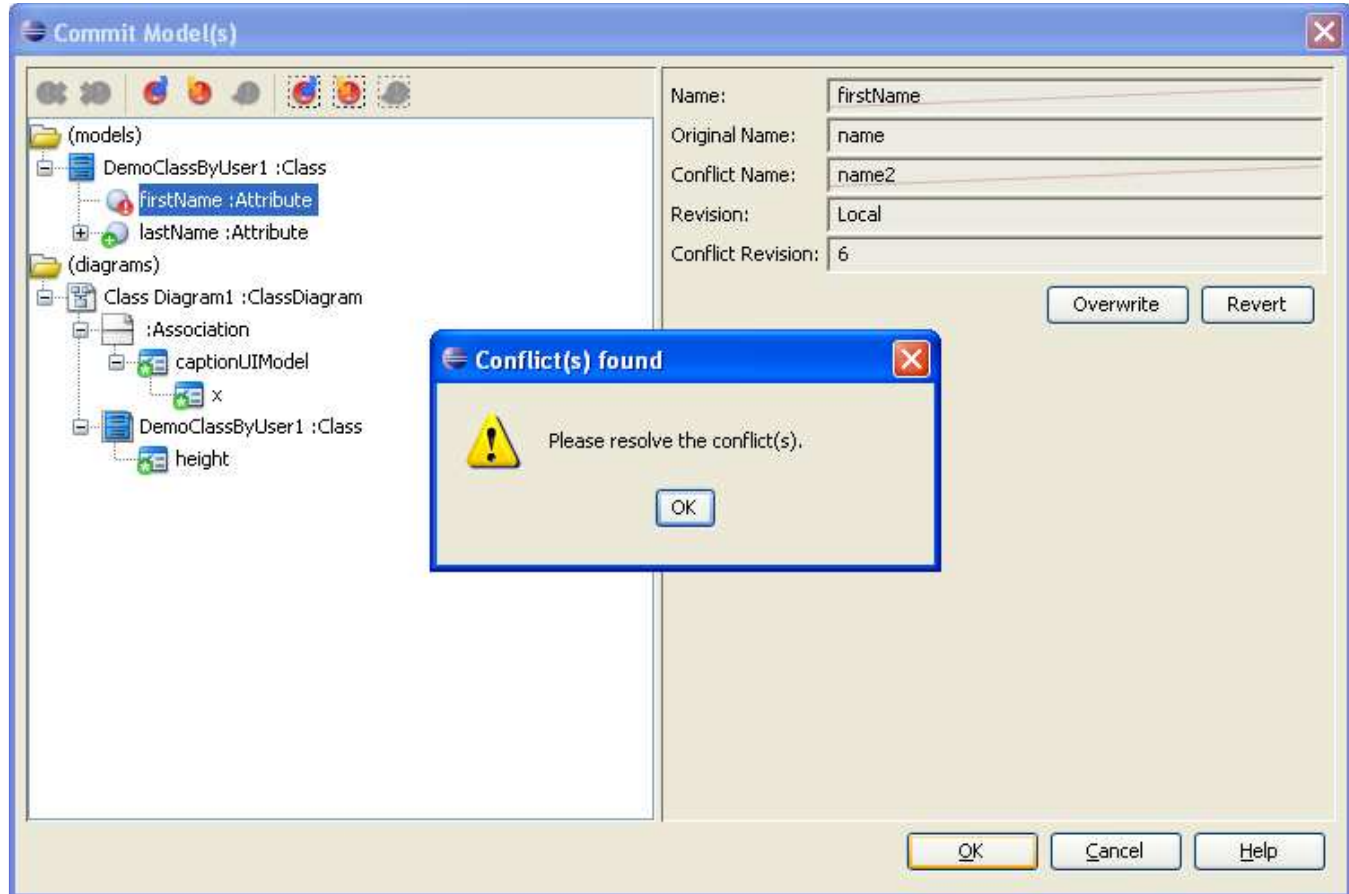 Commit Model(s)
(models)
DemoClassByUser1 :Class
firstName :Attribute
lastName :Attribute
(diagrams)
Class Diagram1 :ClassDiagram
:Association
captionUIModel
x
DemoClassByUser1 :Class
height
Name: firstName
Original Name: name
Conflict Name: name2
Revision: Local
Conflict Revision: 6
Overwrite Revert
Conflict(s) found
Please resolve the conflict(s).
OK
OK Cancel Help